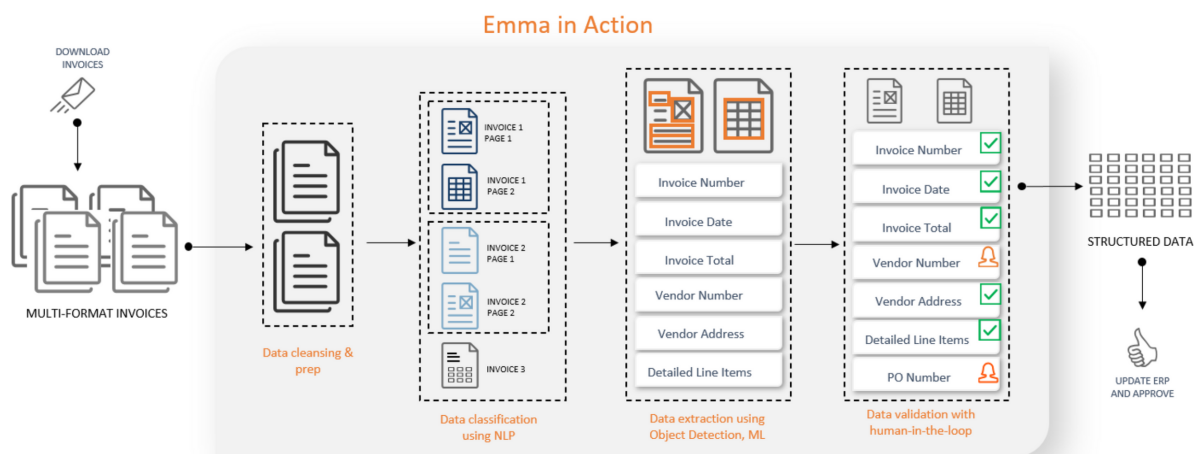 Emma in Action
DOWNLOAD
INVOICES
MULTI-FORMAT INVOICES
Data cleansing &
prep
INVOICE 1
PAGE 1
INVOICE 1
PAGE 2
INVOICE 2
PAGE 1
INVOICE 2
PAGE 2
INVOICE 3
Data classification
using NLP
Invoice Number
Invoice Date
Invoice Total
Vendor Number
Vendor Address
Detailed Line Items
Data extraction using
Object Detection, ML
Invoice Number
Invoice Date
Invoice Total
Vendor Number
Vendor Address
Detailed Line Items
PO Number
Data validation with
human-in-the-loop
STRUCTURED DATA
UPDATE ERP
AND APPROVE